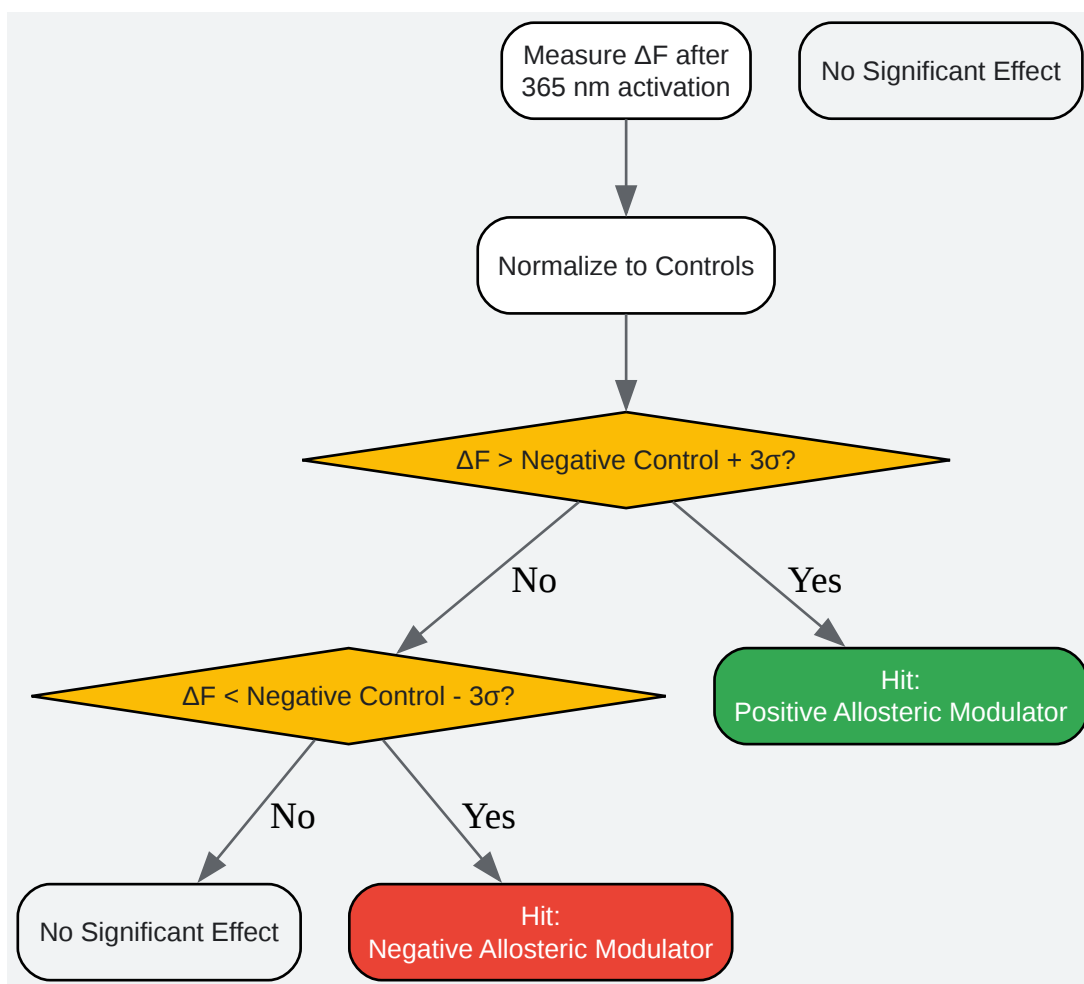 Measure ΔF after
365 nm activation
No Significant Effect
Normalize to Controls
ΔF > Negative Control + 3σ?
No
Yes
ΔF < Negative Control - 3σ?
Hit:
Positive Allosteric Modulator
No
Yes
No Significant Effect
Hit:
Negative Allosteric Modulator